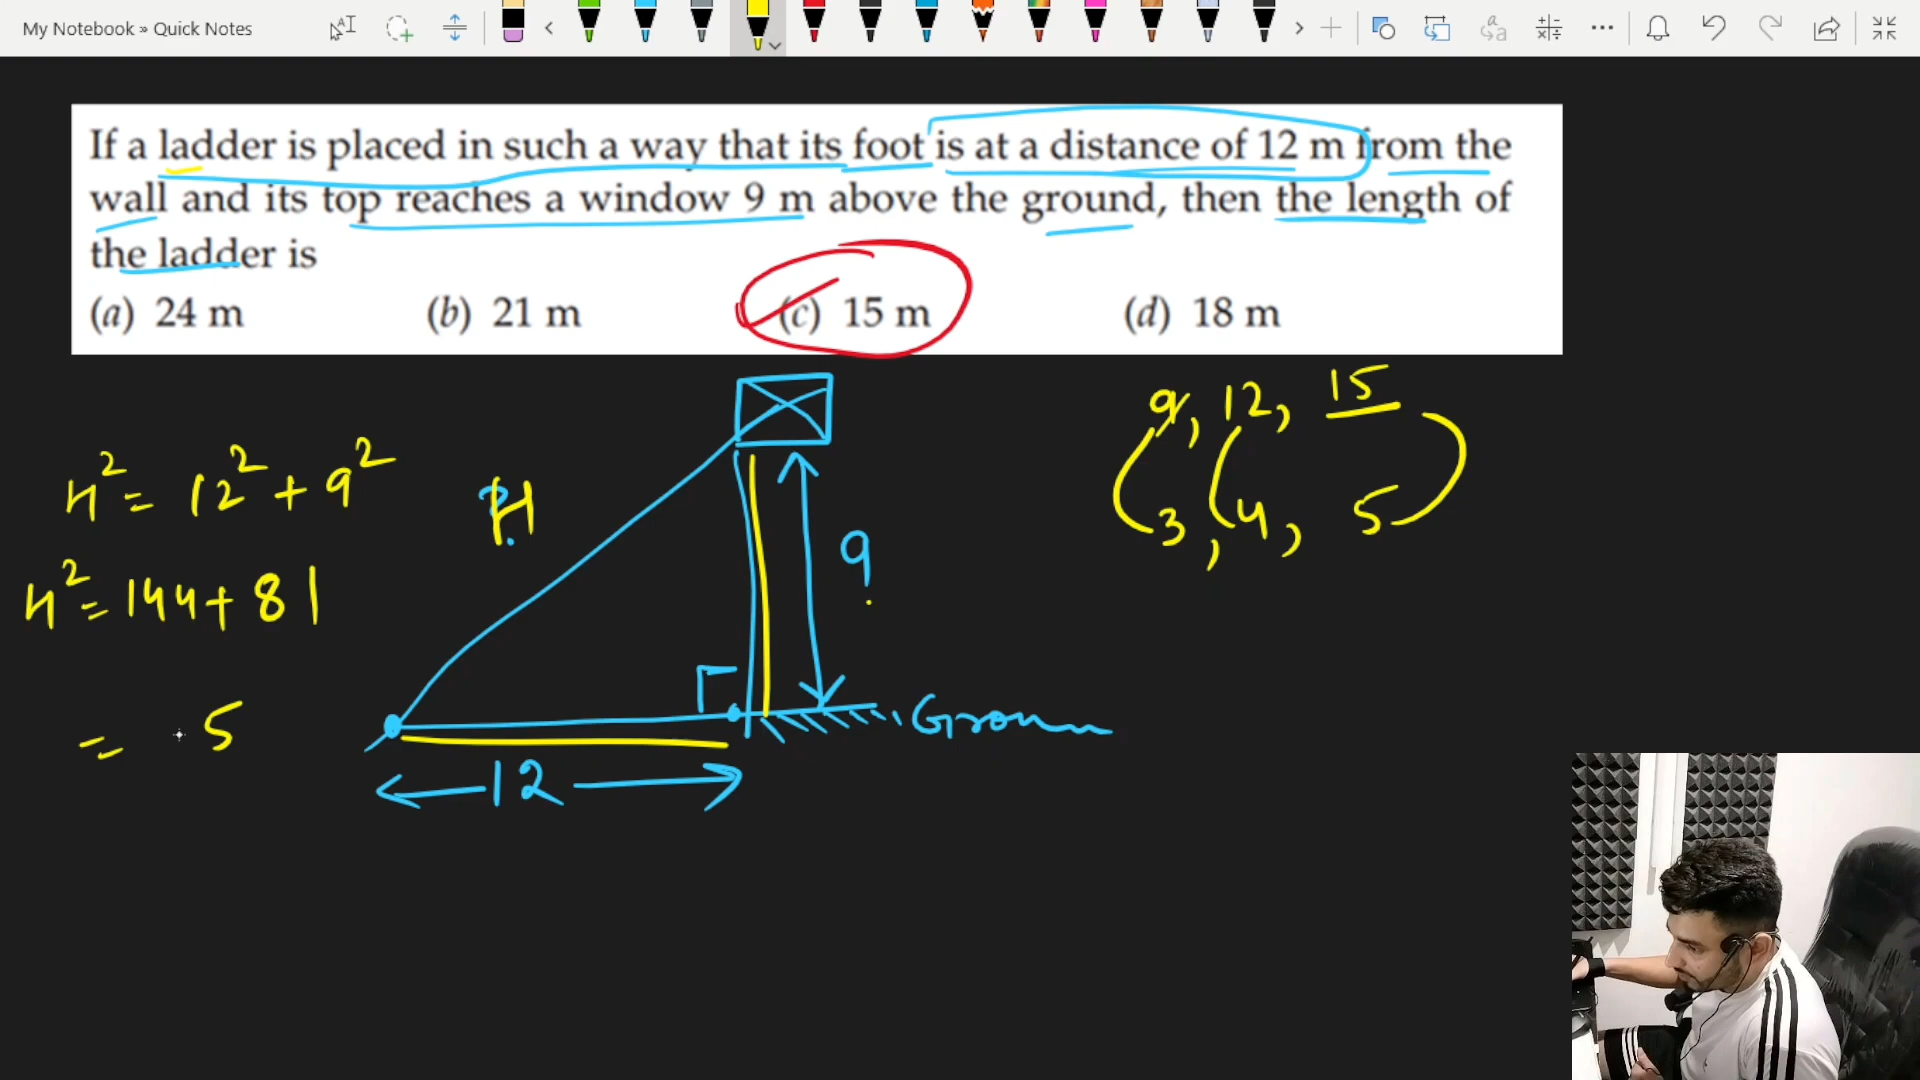 My Notebook » Quick Notes
If a ladder is placed in such a way that its foot is at a distance of 12 m from the
wall and its top reaches a window 9 m above the ground, then the length of
the ladder is
(a) 24 m (b) 21 m (c) 15 m (d) 18 m
9, 12, 15
3, 4, 5
H² = 12² + 9²
H² = 144 + 81
= 5
H
9
12